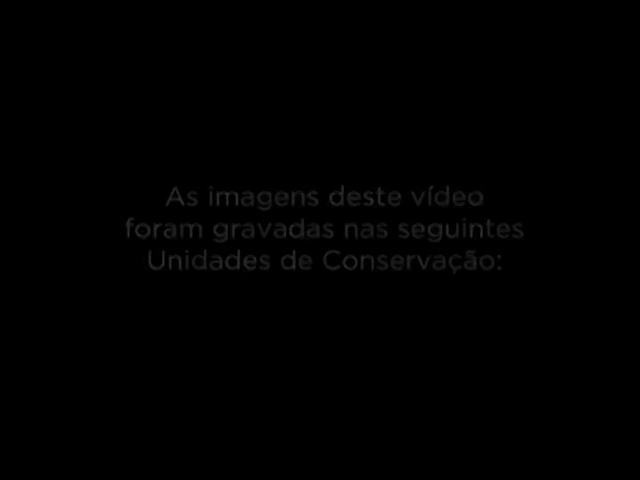 As imagens deste vídeo
foram gravadas nas seguintes
Unidades de Conservação: